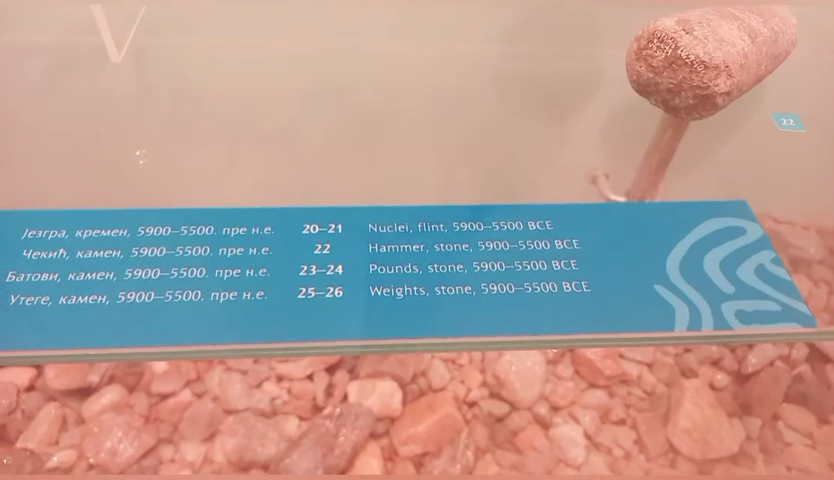 V
22
Језгра, кремен, 5900–5500. пре н.е. 20–21 Nuclei, flint, 5900–5500 BCE
Чекић, камен, 5900–5500. пре н.е. 22 Hammer, stone, 5900–5500 BCE
Батови, камен, 5900–5500. пре н.е. 23–24 Pounds, stone, 5900–5500 BCE
Утеге, камен, 5900–5500. пре н.е. 25–26 Weights, stone, 5900–5500 BCE